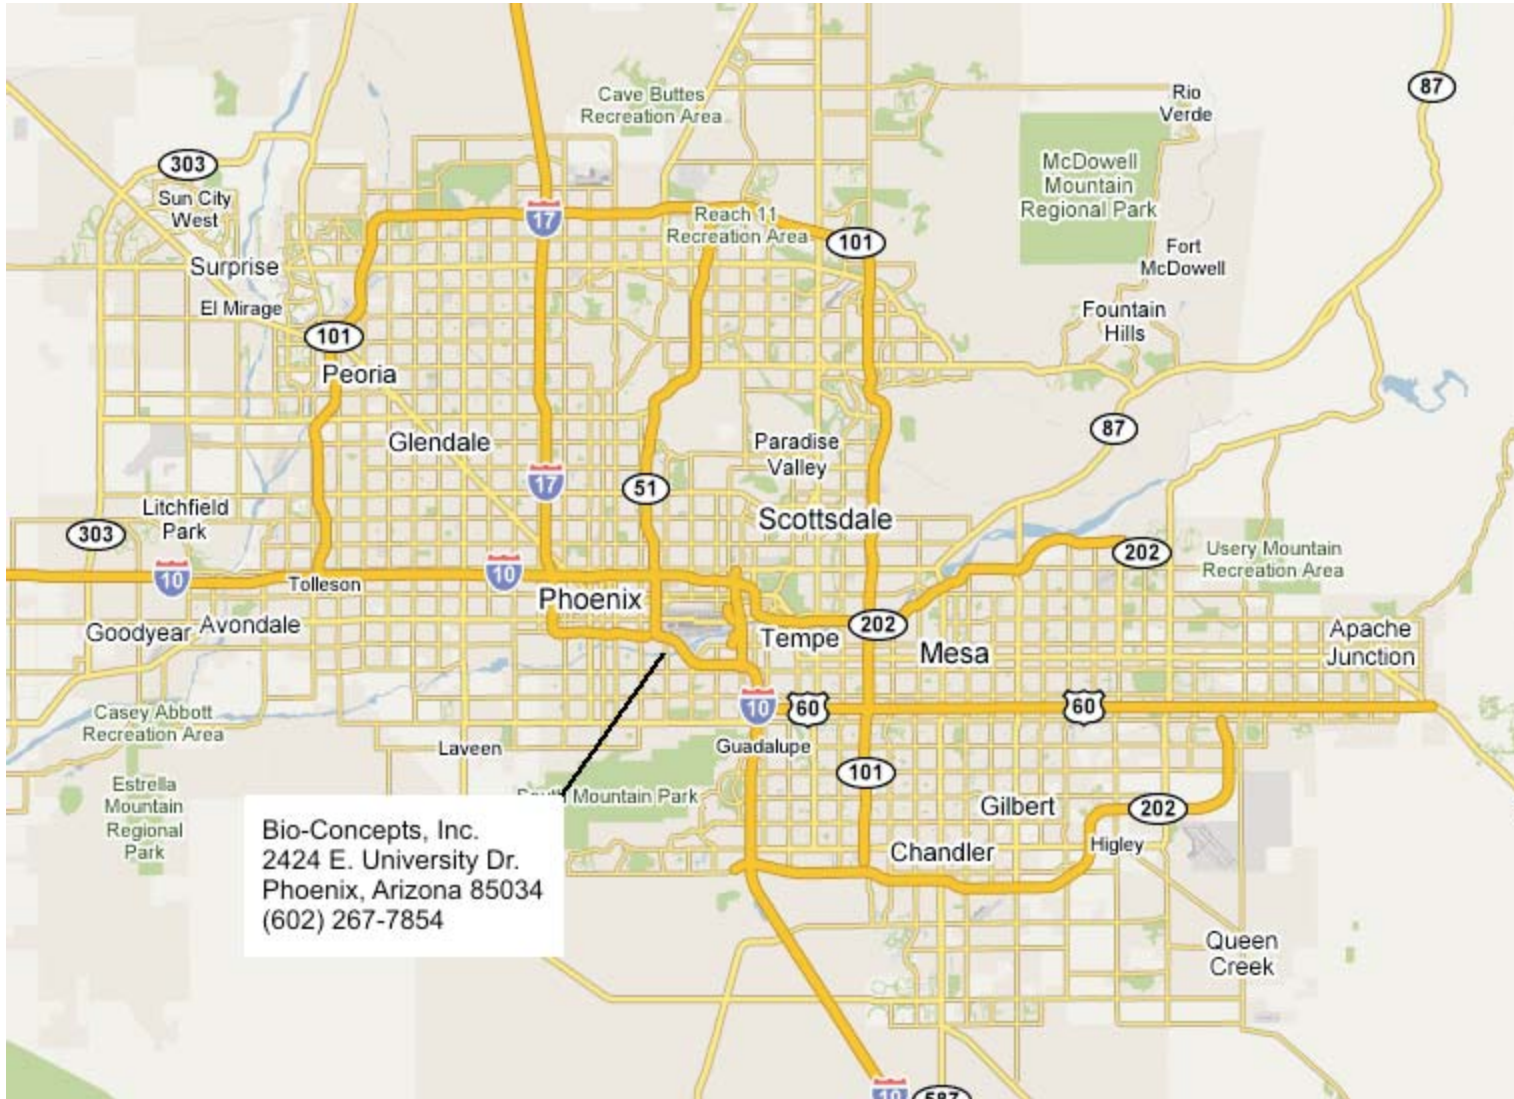 87
Cave Buttes
Recreation Area
Rio
Verde
303
McDowell
Mountain
Regional Park
Sun City
West
17
Reach 11
Recreation Area
101
Fort
McDowell
Surprise
El Mirage
Fountain
Hills
101
Peoria
87
Glendale
Paradise
Valley
17
51
Litchfield
Park
Scottsdale
303
202
Usery Mountain
Recreation Area
10
Tolleson
10
Phoenix
Goodyear
Avondale
Tempe
202
Mesa
Apache
Junction
10
60
60
Casey Abbott
Recreation Area
Laveen
Guadalupe
101
Estrella
Mountain
Regional
Park
South Mountain Park
Gilbert
202
Bio-Concepts, Inc.
2424 E. University Dr.
Phoenix, Arizona 85034
(602) 267-7854
Chandler
Higley
Queen
Creek
10
587